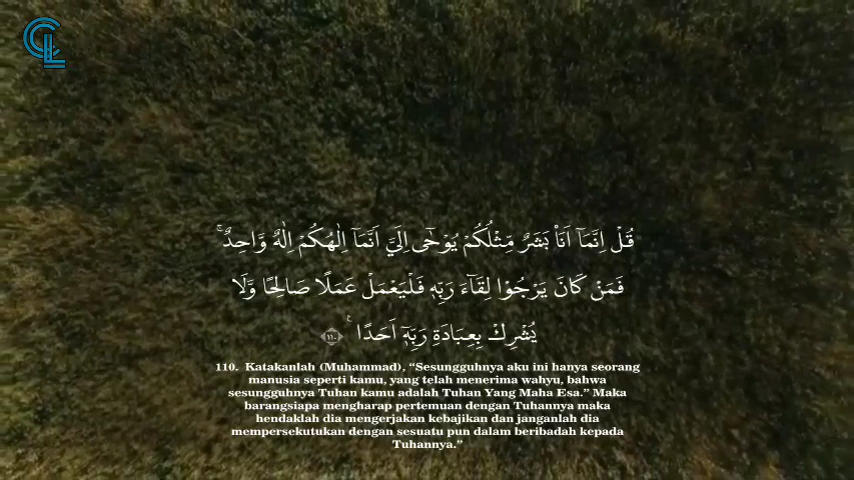 قُلْ اِنَّمَآ اَنَا۠ بَشَرٌ مِّثْلُكُمْ يُوْحٰٓى اِلَيَّ اَنَّمَآ اِلٰهُكُمْ اِلٰهٌ وَّاحِدٌ ۚ
فَمَنْ كَانَ يَرْجُوْا لِقَاۤءَ رَبِّهٖ فَلْيَعْمَلْ عَمَلًا صَالِحًا وَّلَا
يُشْرِكْ بِعِبَادَةِ رَبِّهٖٓ اَحَدًا ࣖ ١١٠
110. Katakanlah (Muhammad), “Sesungguhnya aku ini hanya seorang
manusia seperti kamu, yang telah menerima wahyu, bahwa
sesungguhnya Tuhan kamu adalah Tuhan Yang Maha Esa.” Maka
barangsiapa mengharap pertemuan dengan Tuhannya maka
hendaklah dia mengerjakan kebajikan dan janganlah dia
mempersekutukan dengan sesuatu pun dalam beribadah kepada
Tuhannya.”